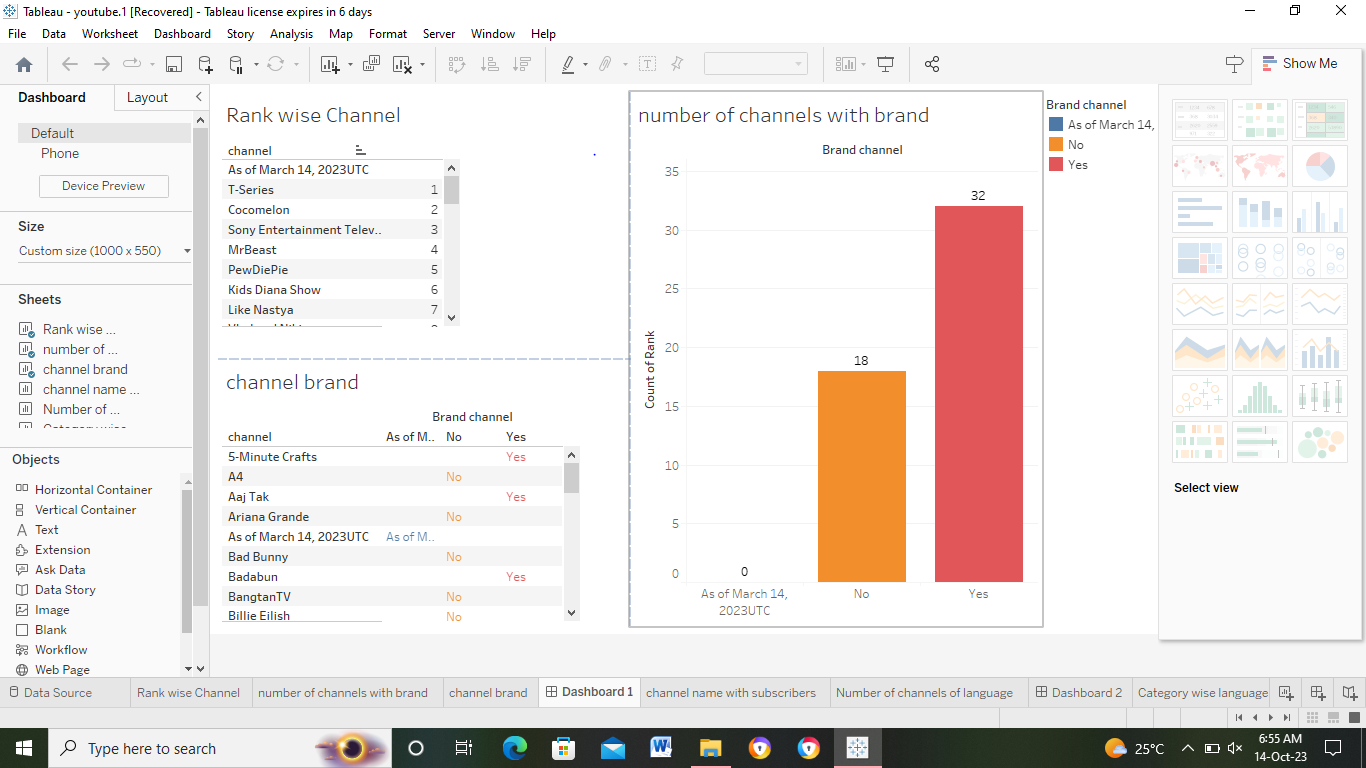 Tableau - youtube.1 [Recovered] - Tableau license expires in 6 days
File Data Worksheet Dashboard Story Analysis Map Format Server Window Help
Show Me
Dashboard Layout
Default
Phone
Device Preview
Size
Custom size (1000 x 550)
Sheets
Rank wise ...
number of ...
channel brand
channel name ...
Number of ...
Objects
Horizontal Container
Vertical Container
A Text
Extension
Ask Data
Data Story
Image
Blank
Workflow
Web Page
Rank wise Channel
channel
As of March 14, 2023UTC
T-Series 1
Cocomelon 2
Sony Entertainment Telev.. 3
MrBeast 4
PewDiePie 5
Kids Diana Show 6
Like Nastya 7
channel brand
Brand channel
channel As of M.. No Yes
5-Minute Crafts Yes
A4 No
Aaj Tak Yes
Ariana Grande No
As of March 14, 2023UTC As of M..
Bad Bunny No
Badabun Yes
BangtanTV No
Billie Eilish No
number of channels with brand
Brand channel
35
30
25
20
15
10
5
0
Count of Rank
0
18
32
As of March 14,
2023UTC
No
Yes
Brand channel
As of March 14,
No
Yes
Select view
Data Source Rank wise Channel number of channels with brand channel brand Dashboard 1 channel name with subscribers Number of channels of language Dashboard 2 Category wise language
Type here to search
25°C
6:55 AM
14-Oct-23